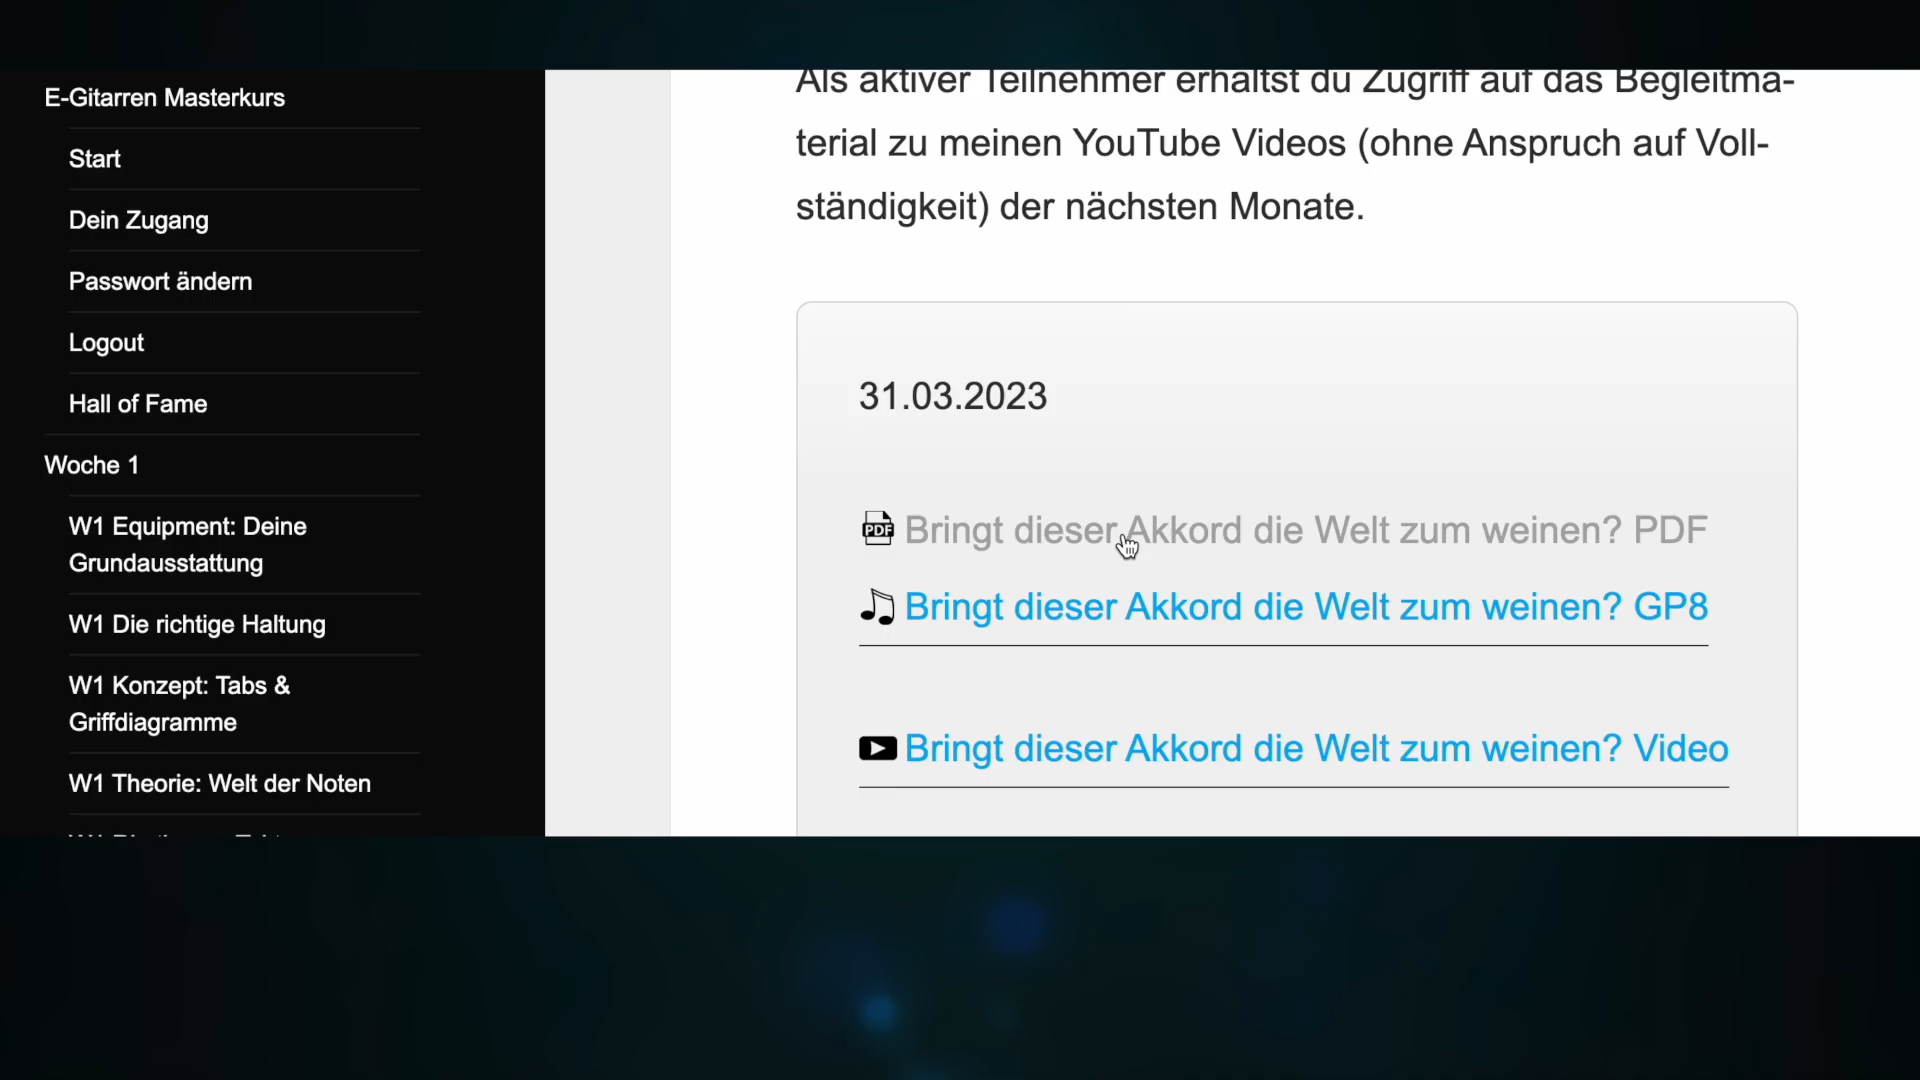 E-Gitarren Masterkurs
Start
Dein Zugang
Passwort ändern
Logout
Hall of Fame
Woche 1
W1 Equipment: Deine
Grundausstattung
W1 Die richtige Haltung
W1 Konzept: Tabs &
Griffdiagramme
W1 Theorie: Welt der Noten
Als aktiver Teilnehmer erhältst du Zugriff auf das Begleitma-
terial zu meinen YouTube Videos (ohne Anspruch auf Voll-
ständigkeit) der nächsten Monate.
31.03.2023
PDF Bringt dieser Akkord die Welt zum weinen? PDF
Bringt dieser Akkord die Welt zum weinen? GP8
Bringt dieser Akkord die Welt zum weinen? Video